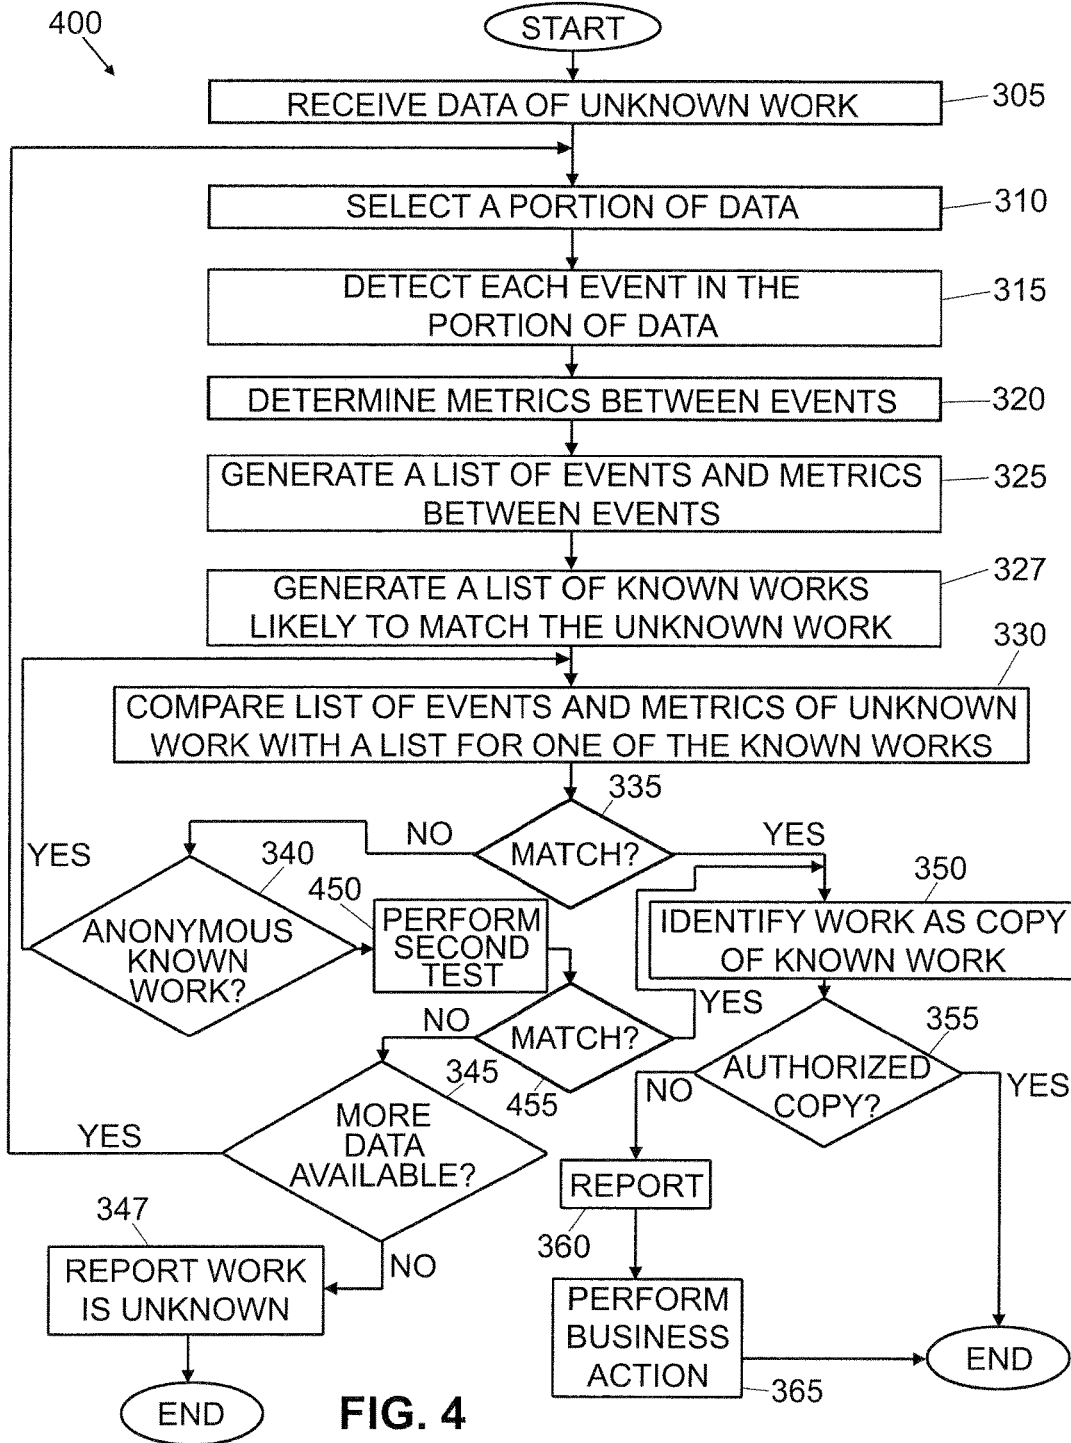 400
START
RECEIVE DATA OF UNKNOWN WORK
305
SELECT A PORTION OF DATA
310
DETECT EACH EVENT IN THE
PORTION OF DATA
315
DETERMINE METRICS BETWEEN EVENTS
320
GENERATE A LIST OF EVENTS AND METRICS
BETWEEN EVENTS
325
GENERATE A LIST OF KNOWN WORKS
LIKELY TO MATCH THE UNKNOWN WORK
327
330
COMPARE LIST OF EVENTS AND METRICS OF UNKNOWN
WORK WITH A LIST FOR ONE OF THE KNOWN WORKS
335
NO
MATCH?
YES
YES
340
ANONYMOUS
KNOWN
WORK?
450
PERFORM
SECOND
TEST
350
IDENTIFY WORK AS COPY
OF KNOWN WORK
NO
MATCH?
YES
455
355
AUTHORIZED
COPY?
NO
YES
345
MORE
DATA
AVAILABLE?
YES
NO
REPORT
360
347
REPORT WORK
IS UNKNOWN
PERFORM
BUSINESS
ACTION
365
END
END
FIG. 4